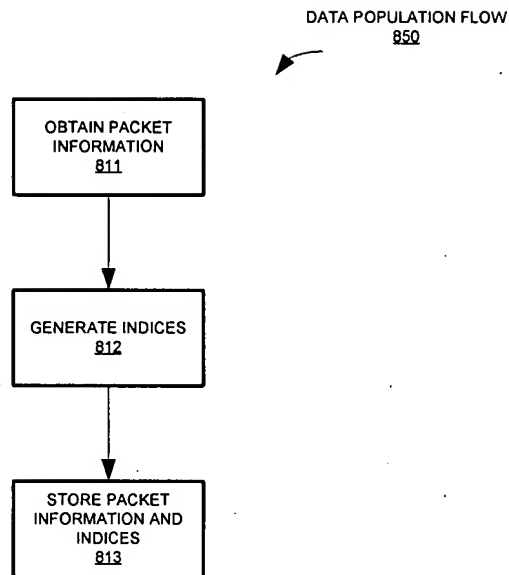 DATA POPULATION FLOW
850
OBTAIN PACKET
INFORMATION
811
GENERATE INDICES
812
STORE PACKET
INFORMATION AND
INDICES
813